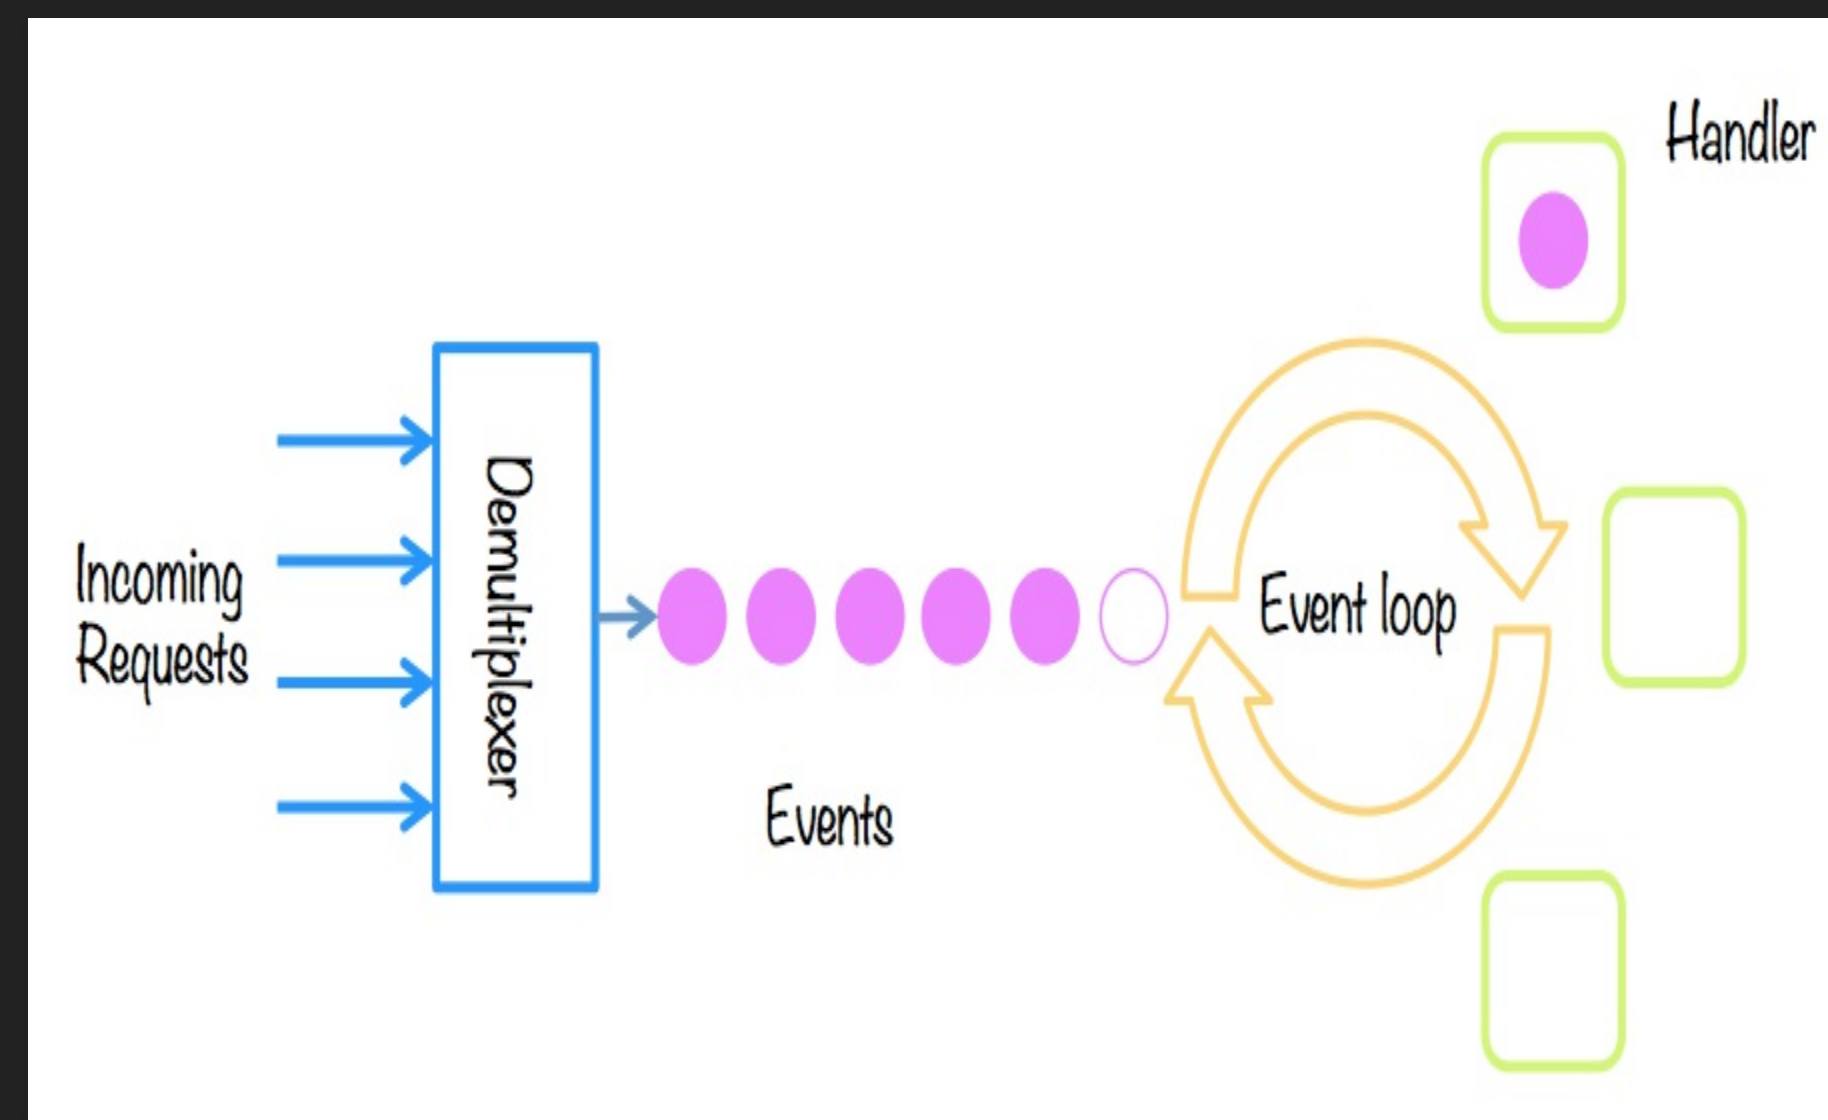 Incoming
Requests
Demultiplexer
Events
Event loop
Handler